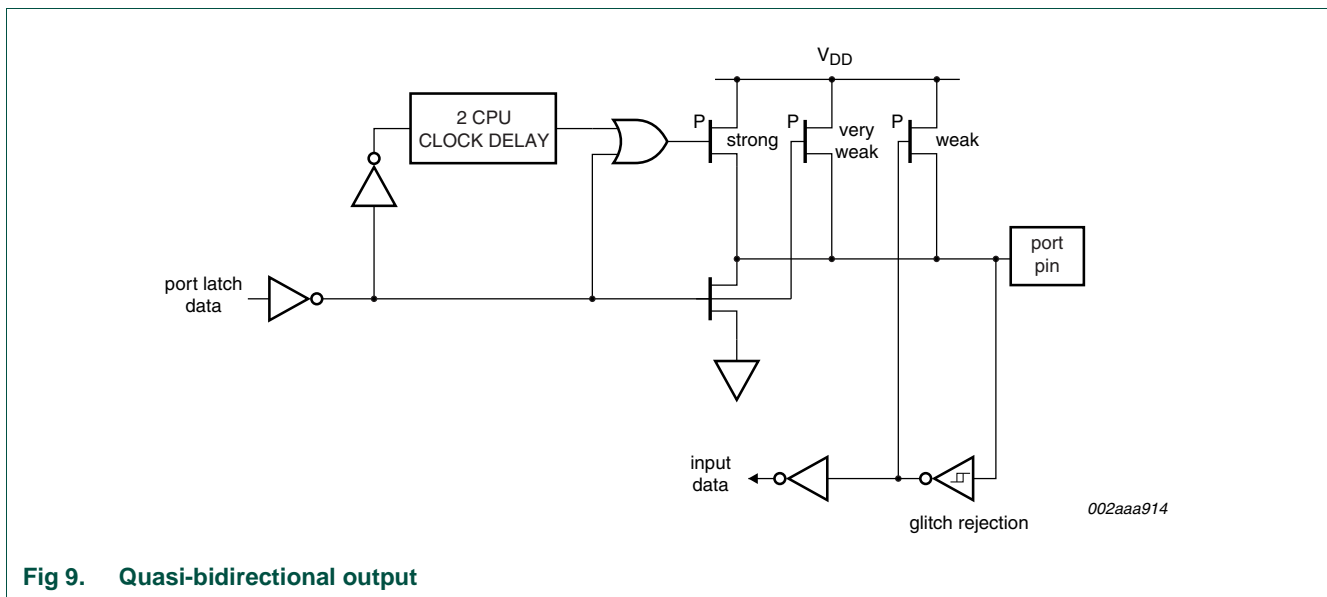 VDD
2 CPU
CLOCK DELAY
P
strong
P
very
weak
P
weak
port
pin
port latch
data
input
data
glitch rejection
002aaa914
Fig 9. Quasi-bidirectional output